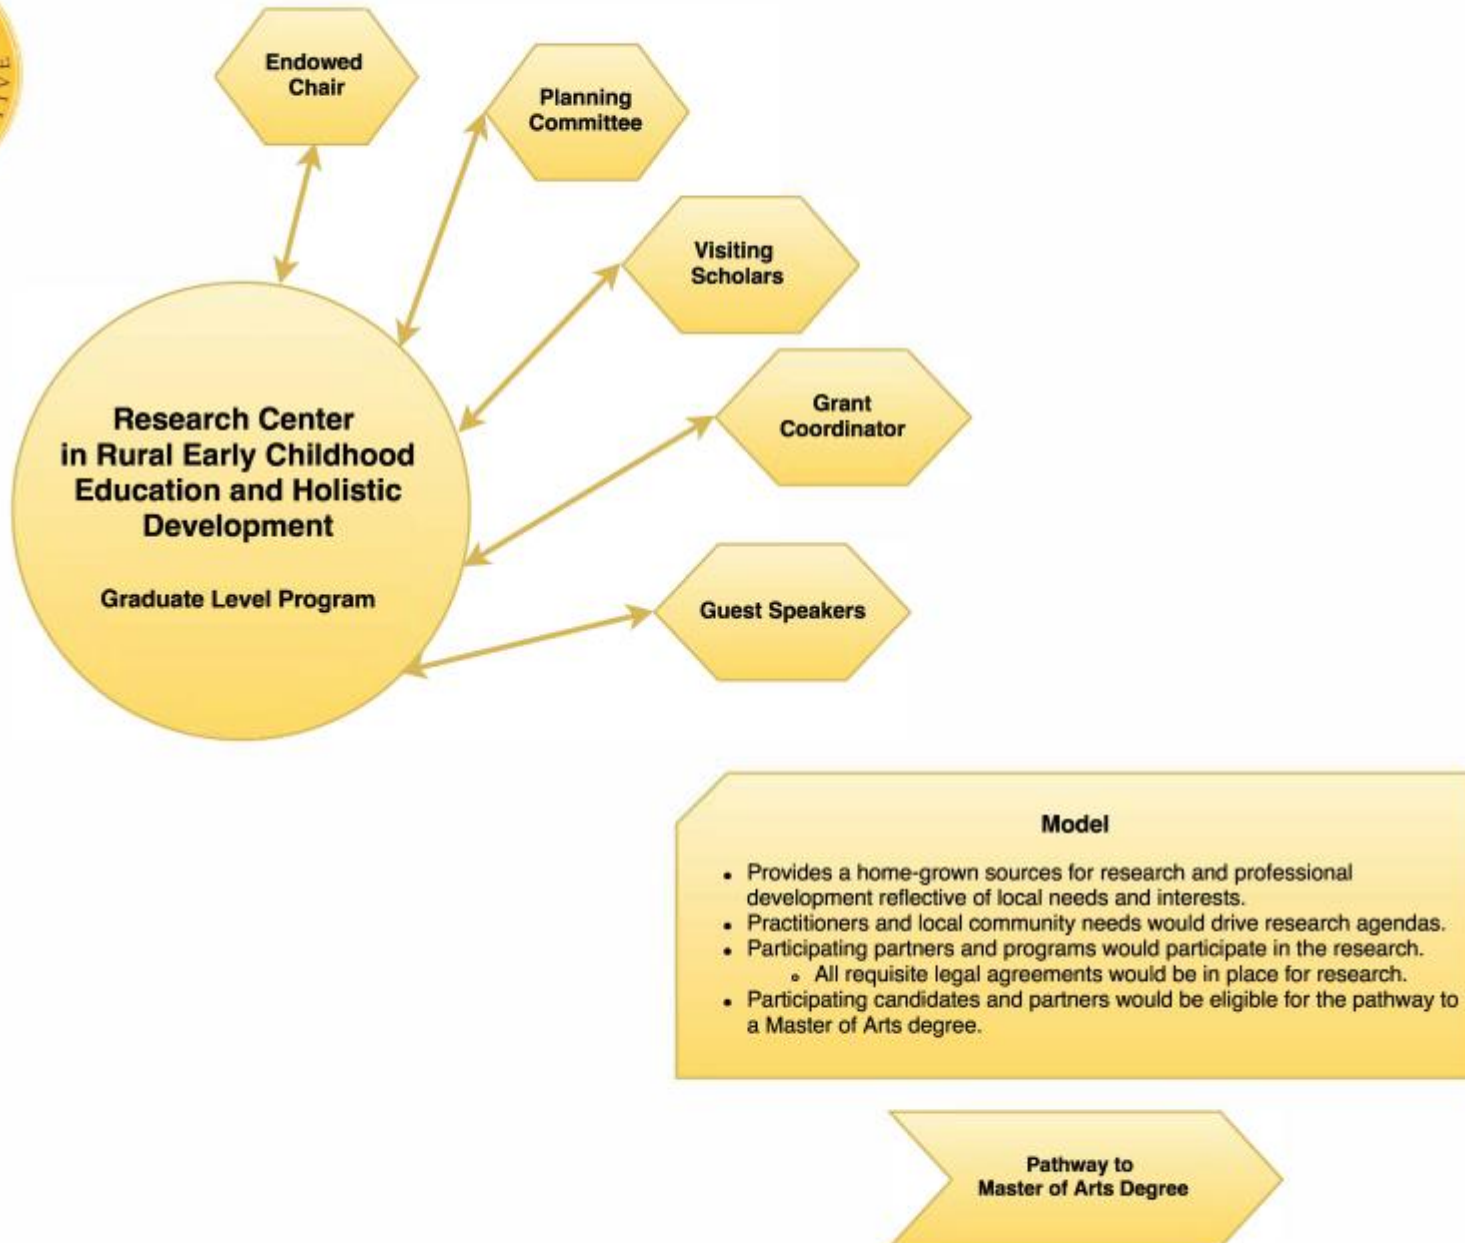 Endowed
Chair
Planning
Committee
Visiting
Scholars
Grant
Coordinator
Research Center
in Rural Early Childhood
Education and Holistic
Development
Graduate Level Program
Guest Speakers
Model
• Provides a home-grown sources for research and professional
development reflective of local needs and interests.
• Practitioners and local community needs would drive research agendas.
• Participating partners and programs would participate in the research.
◦ All requisite legal agreements would be in place for research.
• Participating candidates and partners would be eligible for the pathway to
a Master of Arts degree.
Pathway to
Master of Arts Degree